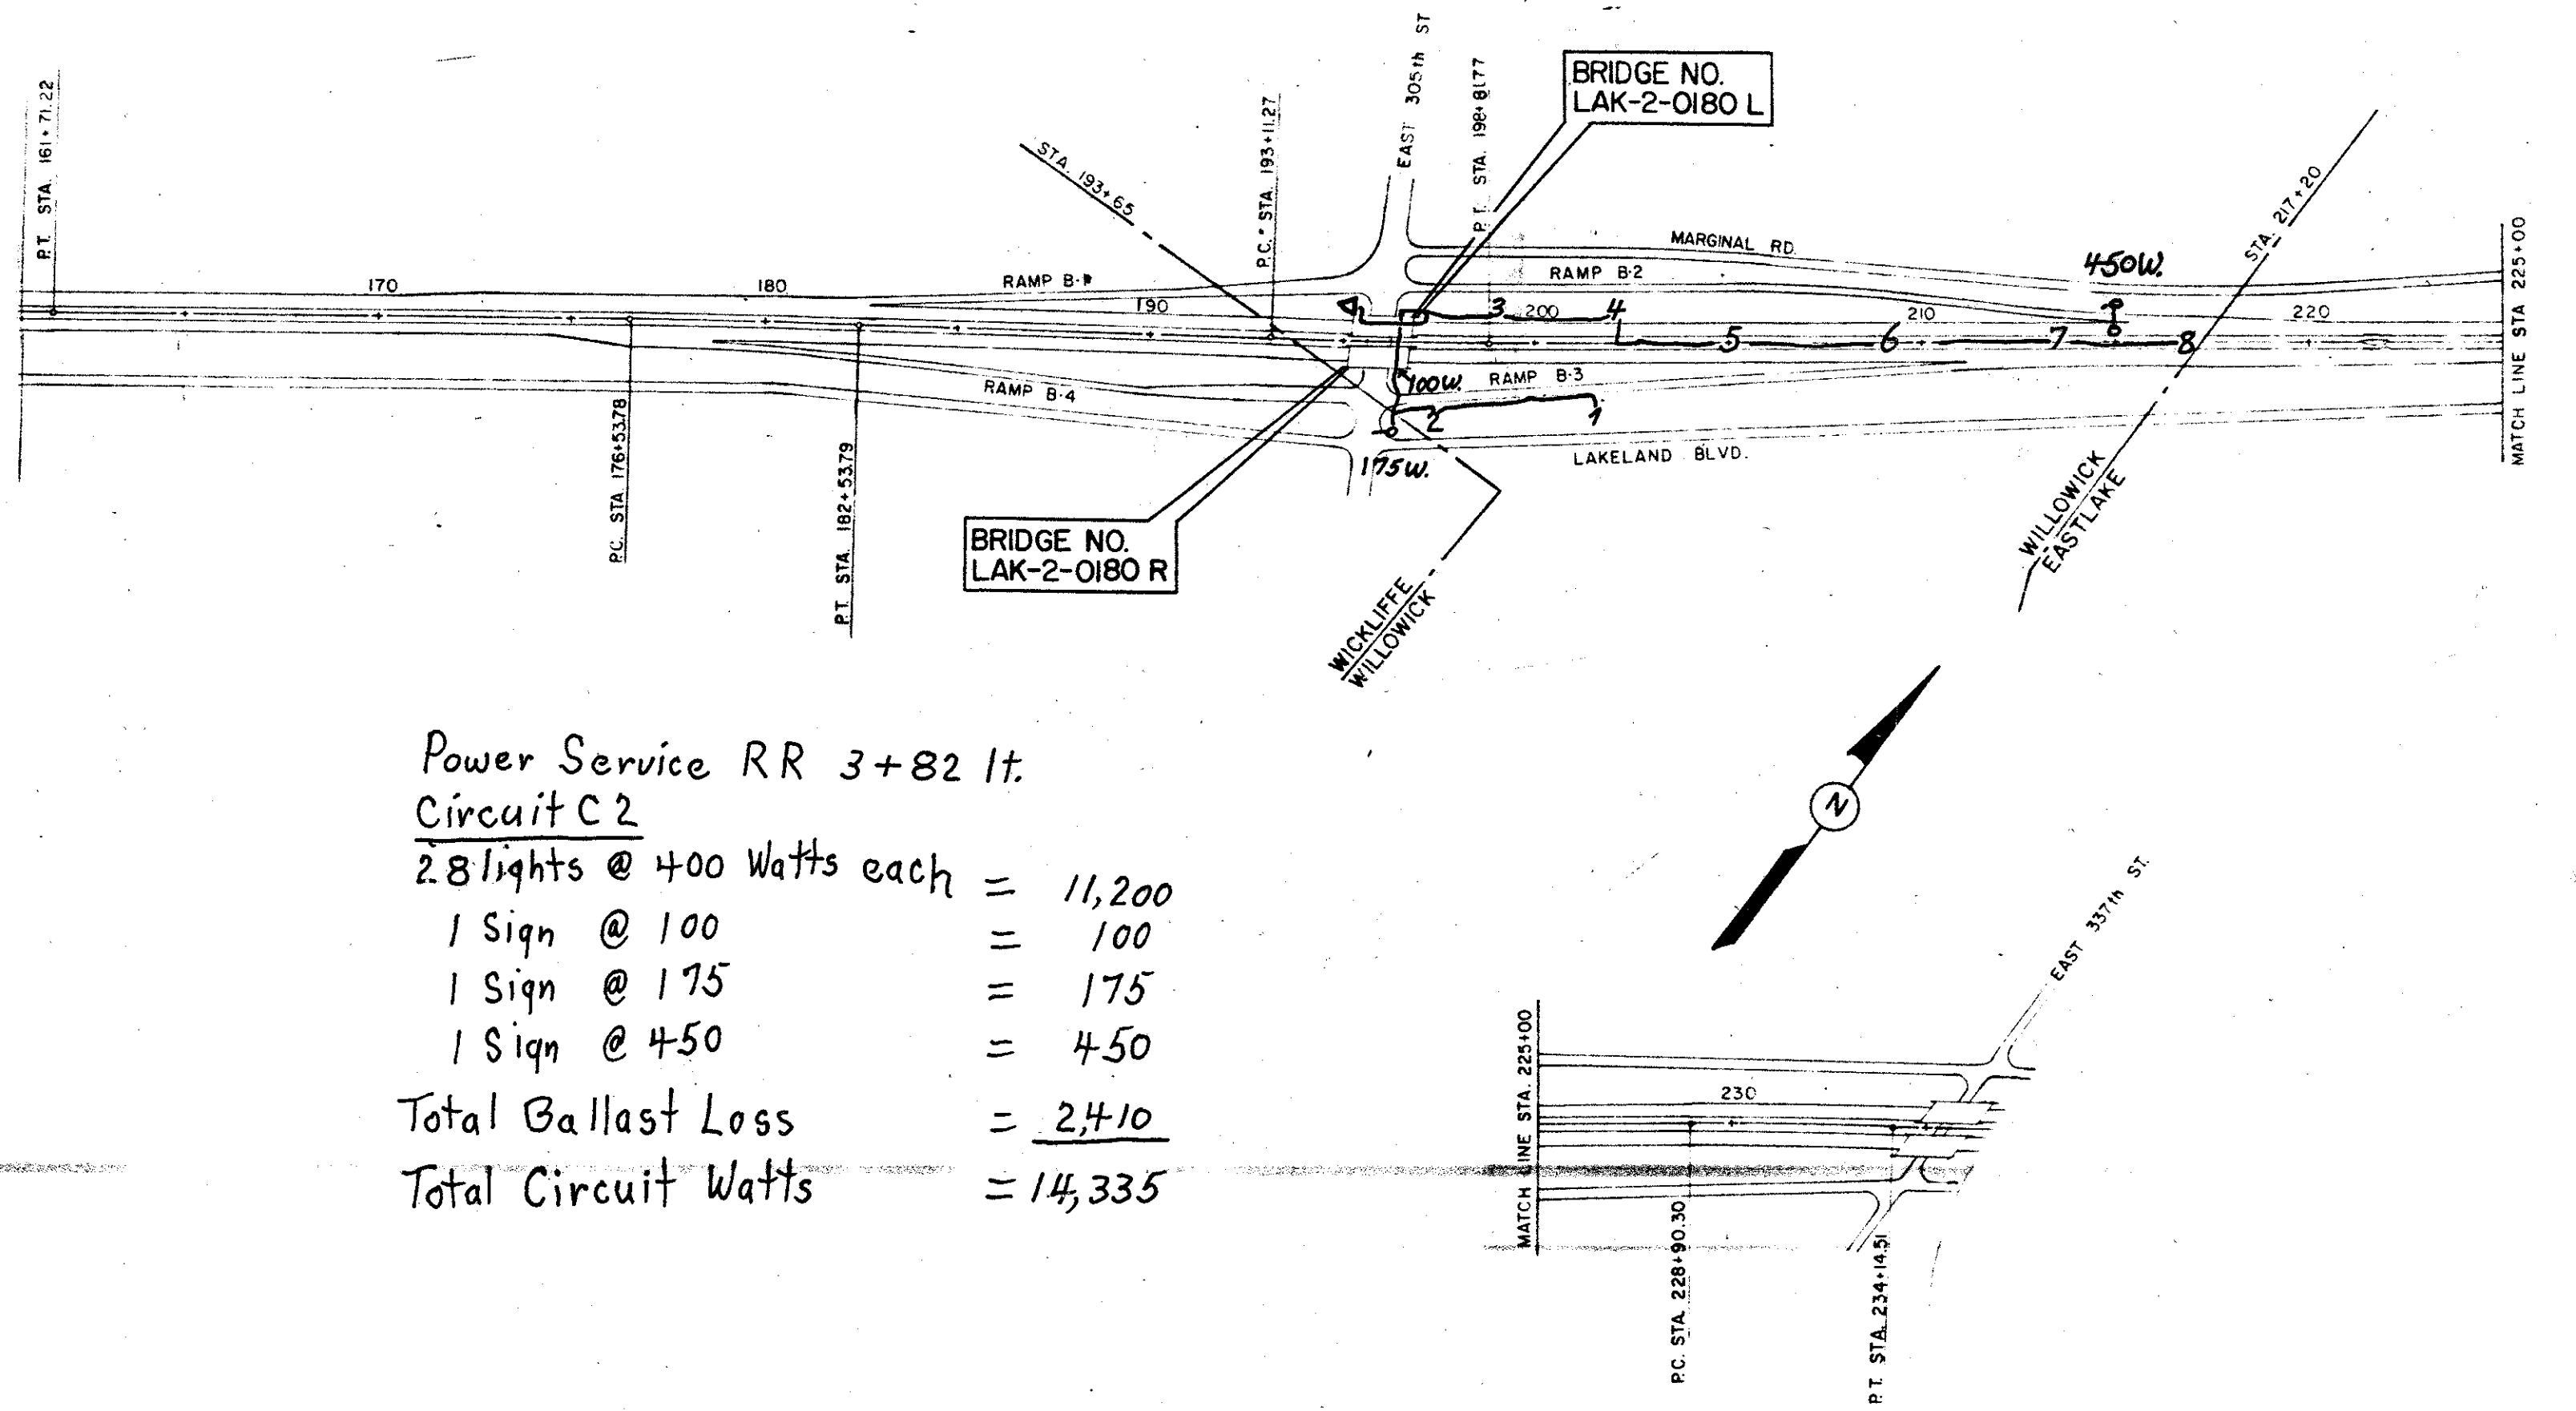 P.T. STA. 161+71.22
170
P.C. STA. 176+53.78
180
P.T. STA. 182+53.79
RAMP B-4
190
STA. 193+65
P.C. STA. 193+11.27
EAST 305th ST
P.T. STA. 198+81.77
BRIDGE NO.
LAK-2-0180 L
MARGINAL RD.
RAMP B-2
3
200
4
5
6
210
7
8
450W.
STA. 217+20
220
MATCH LINE STA 225+00
100W.
RAMP B-3
2
1
175W.
LAKELAND BLVD.
BRIDGE NO.
LAK-2-0180 R
WICKLIFFE
WILLOWICK
WILLOWICK
EASTLAKE
Power Service RR 3+82 lt.
Circuit C2
28 lights @ 400 Watts each = 11,200
1 Sign @ 100 = 100
1 Sign @ 175 = 175
1 Sign @ 450 = 450
Total Ballast Loss = 2,410
Total Circuit Watts = 14,335
N
MATCH LINE STA. 225+00
230
EAST 337th ST.
P.C. STA. 228+90.30
P.T. STA. 234+14.51